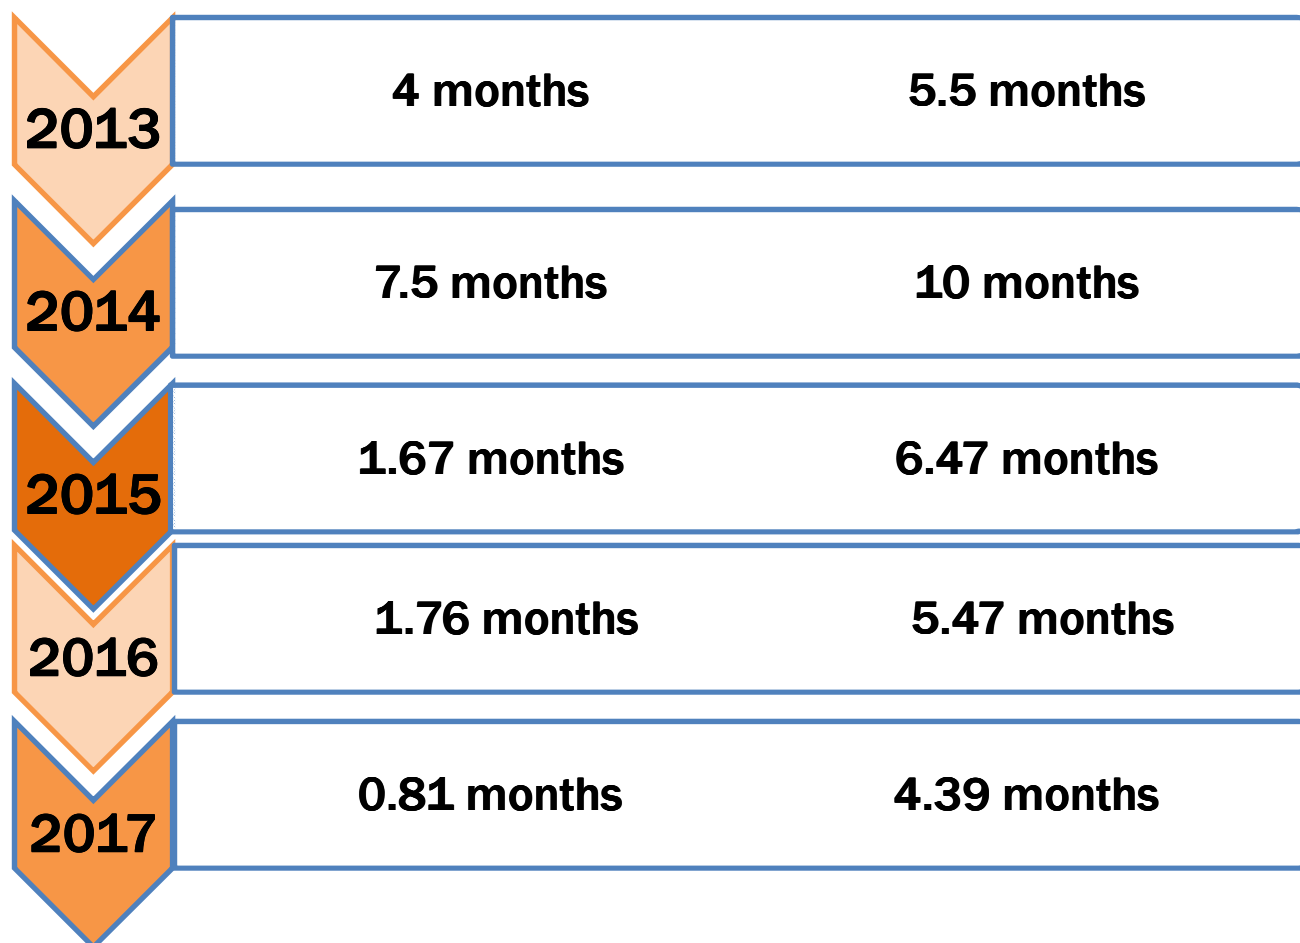 2013 4 months 5.5 months
2014 7.5 months 10 months
2015 1.67 months 6.47 months
2016 1.76 months 5.47 months
2017 0.81 months 4.39 months